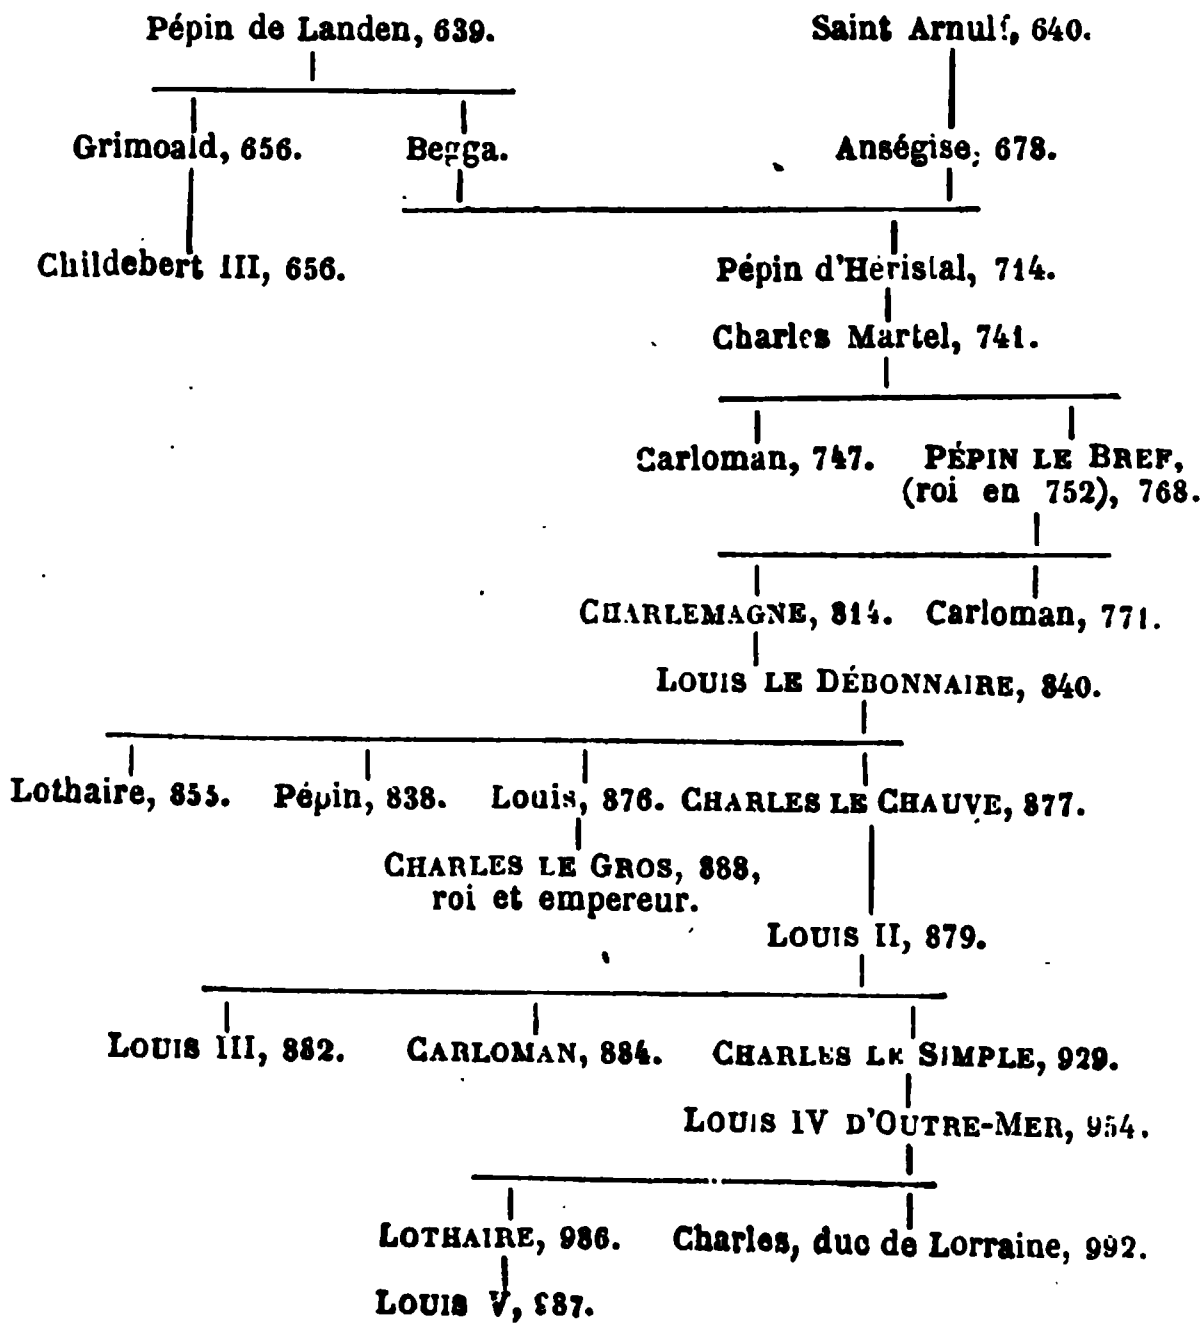 Pépin de Landen, 639. Saint Arnulf, 640.
Grimoald, 656. Begga. Anségise, 678.
Childebert III, 656. Pépin d'Héristal, 714.
Charles Martel, 741.
Carloman, 747. PÉPIN LE BREF,
(roi en 752), 768.
CHARLEMAGNE, 814. Carloman, 771.
LOUIS LE DÉBONNAIRE, 840.
Lothaire, 855. Pépin, 838. Louis, 876. CHARLES LE CHAUVE, 877.
CHARLES LE GROS, 888,
roi et empereur.
LOUIS II, 879.
LOUIS III, 882. CARLOMAN, 884. CHARLES LE SIMPLE, 929.
LOUIS IV D'OUTRE-MER, 954.
LOTHAIRE, 986. Charles, duc de Lorraine, 992.
LOUIS V, 987.